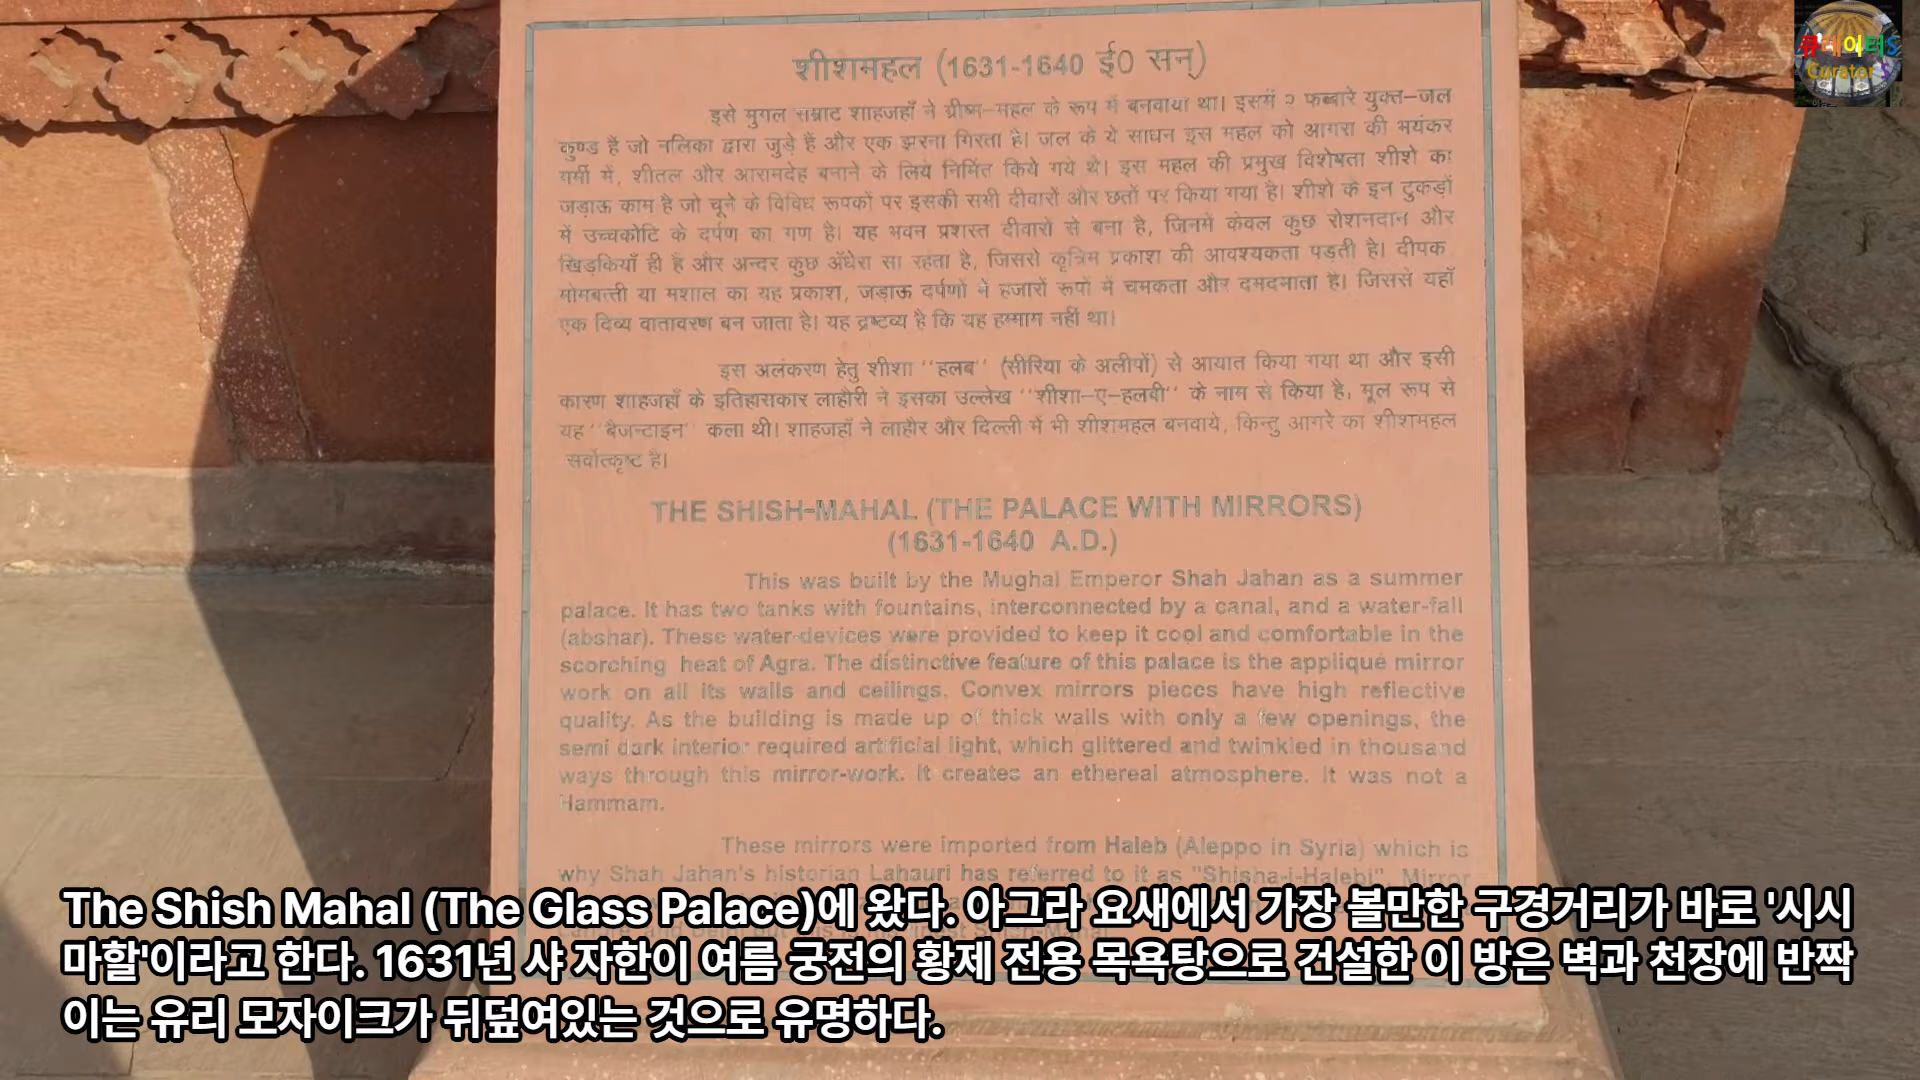 큐레이터S
Curator S
शीशमहल (1631-1640 ई0 सन्)
इसे मुगल सम्राट शाहजहाँ ने ग्रीष्म-महल के रूप में बनवाया था। इसमें २ फब्बारे युक्त-जल
कुण्ड हैं जो नलिका द्वारा जुड़े हैं और एक झरना गिरता है। जल के ये साधन इस महल को आगरा की भयंकर
गर्मी में, शीतल और आरामदेह बनाने के लिये निर्मित किये गये थे। इस महल की प्रमुख विशेषता शीशे का
जड़ाऊ काम है जो चूने के विविध रूपकों पर इसकी सभी दीवारों और छतों पर किया गया है। शीशे के इन टुकड़ों
में उच्चकोटि के दर्पण का गण है। यह भवन प्रशस्त दीवारों से बना है, जिनमें केवल कुछ रोशनदान और
खिड़कियाँ ही है और अन्दर कुछ अँधेरा सा रहता है, जिससे कृत्रिम प्रकाश की आवश्यकता पड़ती है। दीपक
मोमबत्ती या मशाल का यह प्रकाश, जड़ाऊ दर्पणों में हजारों रूपों में चमकता और दमदमाता है। जिससे यहाँ
एक दिव्य वातावरण बन जाता है। यह द्रष्टव्य है कि यह हम्माम नहीं था।
इस अलंकरण हेतु शीशा ''हलब'' (सीरिया के अलीपों) से आयात किया गया था और इसी
कारण शाहजहाँ के इतिहासकार लाहौरी ने इसका उल्लेख ''शीशा-ए-हलबी'' के नाम से किया है, मूल रूप से
यह ''बैजन्टाइन'' कला थी। शाहजहाँ ने लाहौर और दिल्ली में भी शीशमहल बनवाये, किन्तु आगरे का शीशमहल
सर्वोत्कृष्ट है।
THE SHISH-MAHAL (THE PALACE WITH MIRRORS)
(1631-1640 A.D.)
This was built by the Mughal Emperor Shah Jahan as a summer
palace. It has two tanks with fountains, interconnected by a canal, and a water-fall
(abshar). These water-devices were provided to keep it cool and comfortable in the
scorching heat of Agra. The distinctive feature of this palace is the appliqué mirror
work on all its walls and ceilings. Convex mirrors pieces have high reflective
quality. As the building is made up of thick walls with only a few openings, the
semi dark interior required artificial light, which glittered and twinkled in thousand
ways through this mirror-work. It creates an ethereal atmosphere. It was not a
Hammam.
These mirrors were imported from Haleb (Aleppo in Syria) which is
why Shah Jahan's historian Lahauri has referred to it as "Shisha-i-Halebi". Mirror
The Shish Mahal (The Glass Palace)에 왔다. 아그라 요새에서 가장 볼만한 구경거리가 바로 '시시
마할'이라고 한다. 1631년 샤 자한이 여름 궁전의 황제 전용 목욕탕으로 건설한 이 방은 벽과 천장에 반짝
이는 유리 모자이크가 뒤덮여있는 것으로 유명하다.